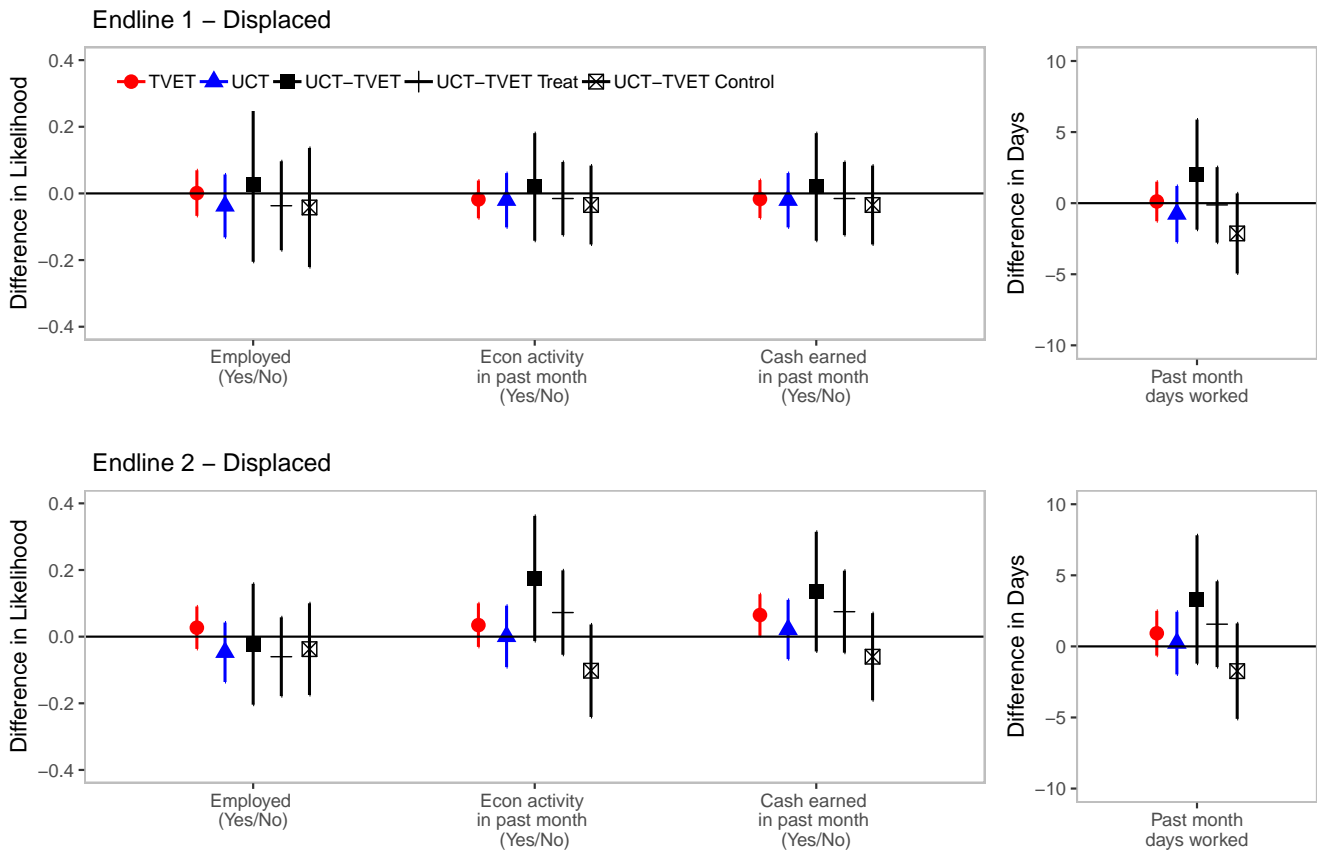 Endline 1 − Displaced
Difference in Likelihood
0.4
0.2
0.0
−0.2
−0.4
TVET UCT UCT−TVET UCT−TVET Treat UCT−TVET Control
Employed
(Yes/No)
Econ activity
in past month
(Yes/No)
Cash earned
in past month
(Yes/No)
Difference in Days
10
5
0
−5
−10
Past month
days worked
Endline 2 − Displaced
Difference in Likelihood
0.4
0.2
0.0
−0.2
−0.4
Employed
(Yes/No)
Econ activity
in past month
(Yes/No)
Cash earned
in past month
(Yes/No)
Difference in Days
10
5
0
−5
−10
Past month
days worked